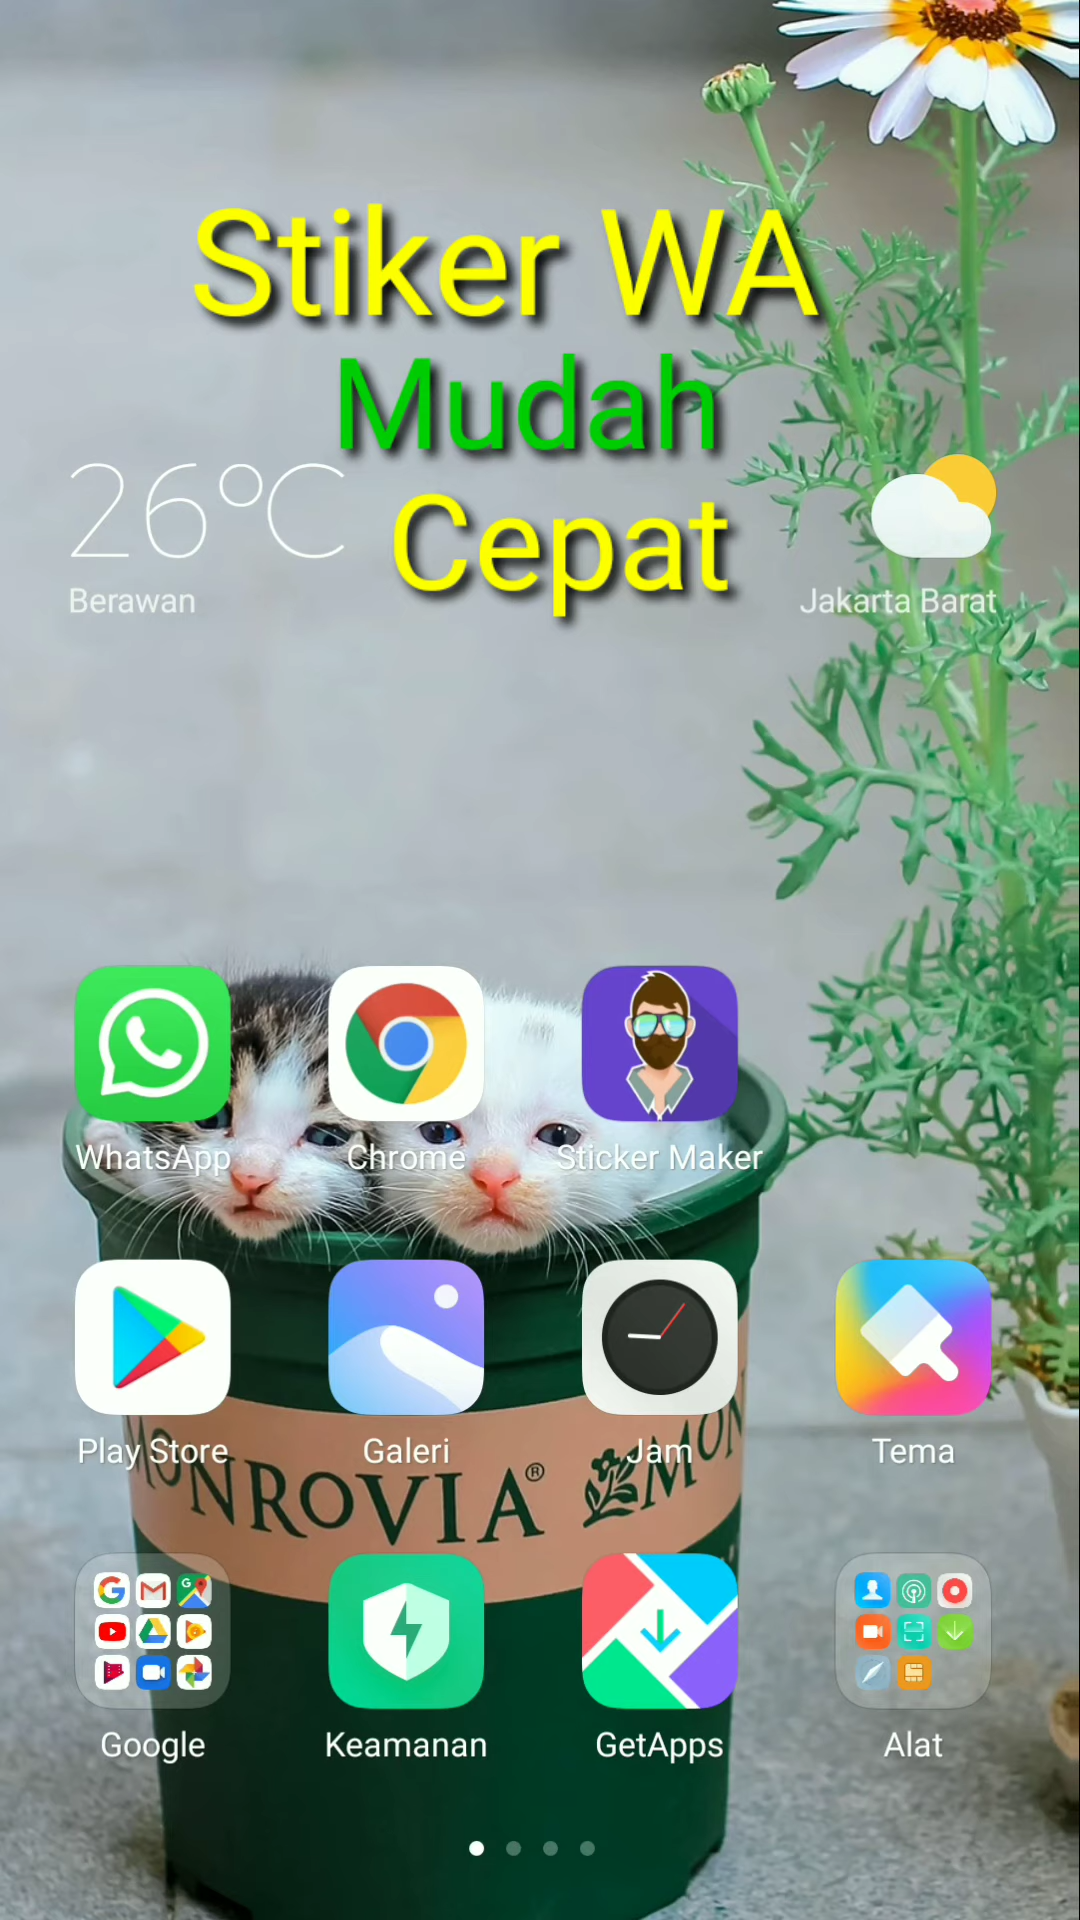 Stiker WA
Mudah
Cepat
26°C
Berawan
Jakarta Barat
WhatsApp
Chrome
Sticker Maker
Play Store
Galeri
Jam
Tema
MONROVIA®
MON
Google
Keamanan
GetApps
Alat